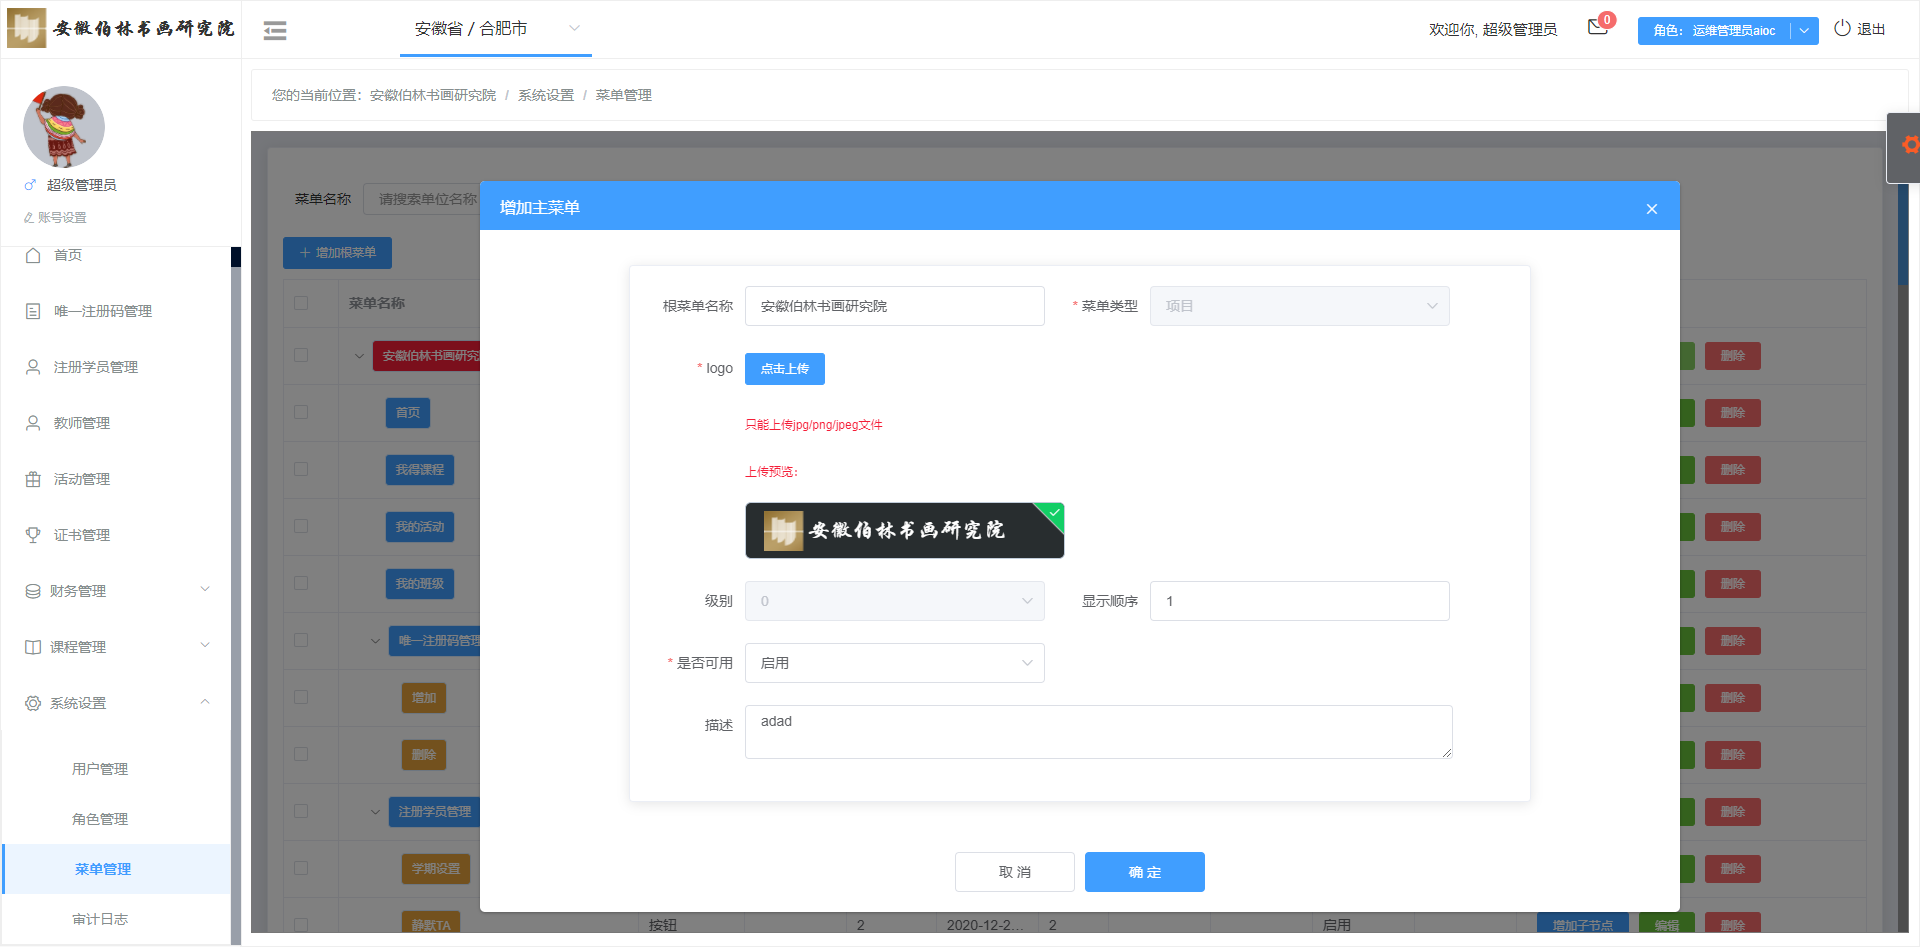 安徽伯林书画研究院
安徽省 / 合肥市
欢迎你, 超级管理员
0
角色： 运维管理员aioc
退出
超级管理员
账号设置
首页
唯一注册码管理
注册学员管理
教师管理
活动管理
证书管理
财务管理
课程管理
系统设置
用户管理
角色管理
菜单管理
审计日志
您的当前位置： 安徽伯林书画研究院 / 系统设置 / 菜单管理
菜单名称 请搜索单位名称
+ 增加根菜单
菜单名称
安徽伯林书画研究
删除
首页
删除
我得课程
删除
我的活动
删除
我的班级
删除
唯一注册码管理
删除
增加
删除
删除
删除
注册学员管理
删除
学期设置
删除
静默TA 按钮 2 2020-12-2... 2 启用 增加子节点 编辑 删除
增加主菜单
根菜单名称 安徽伯林书画研究院 * 菜单类型 项目
* logo 点击上传
只能上传jpg/png/jpeg文件
上传预览：
安徽伯林书画研究院
级别 0 显示顺序 1
* 是否可用 启用
描述 adad
取 消 确 定